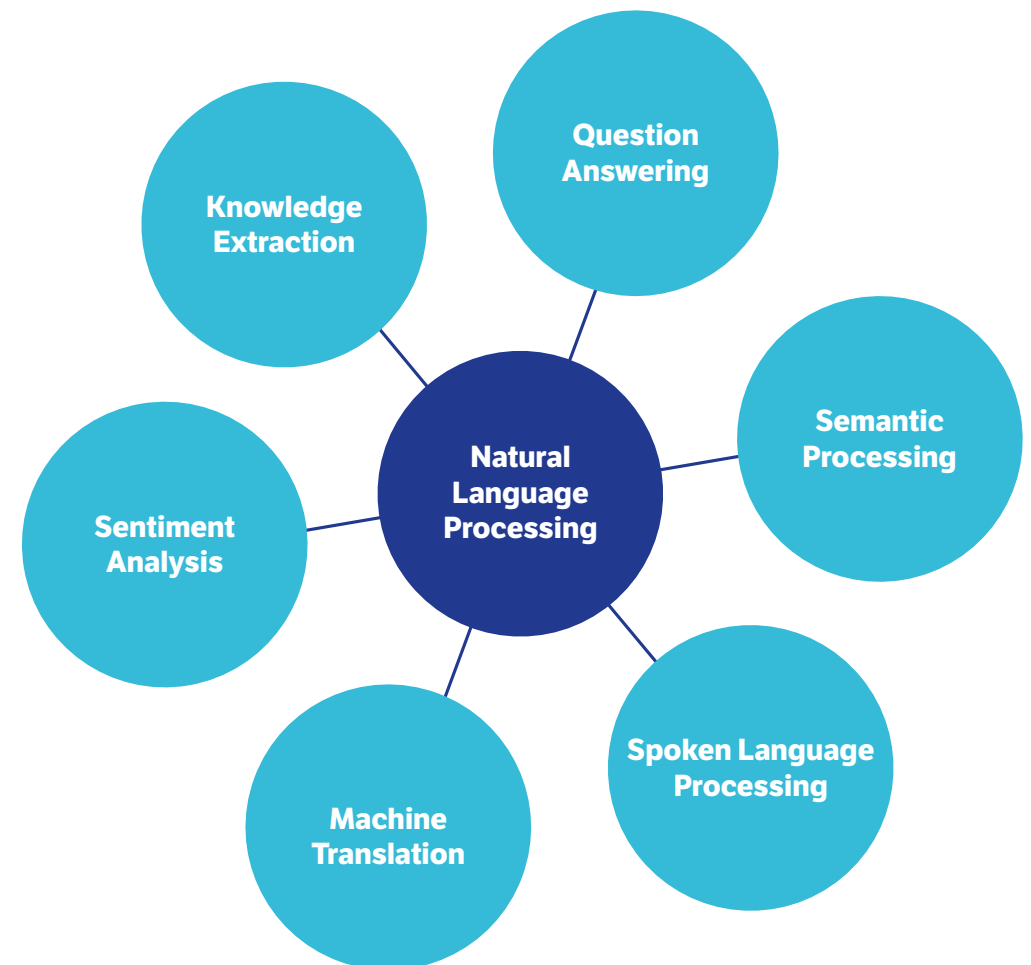 Question
Answering
Knowledge
Extraction
Semantic
Processing
Natural
Language
Processing
Sentiment
Analysis
Spoken Language
Processing
Machine
Translation